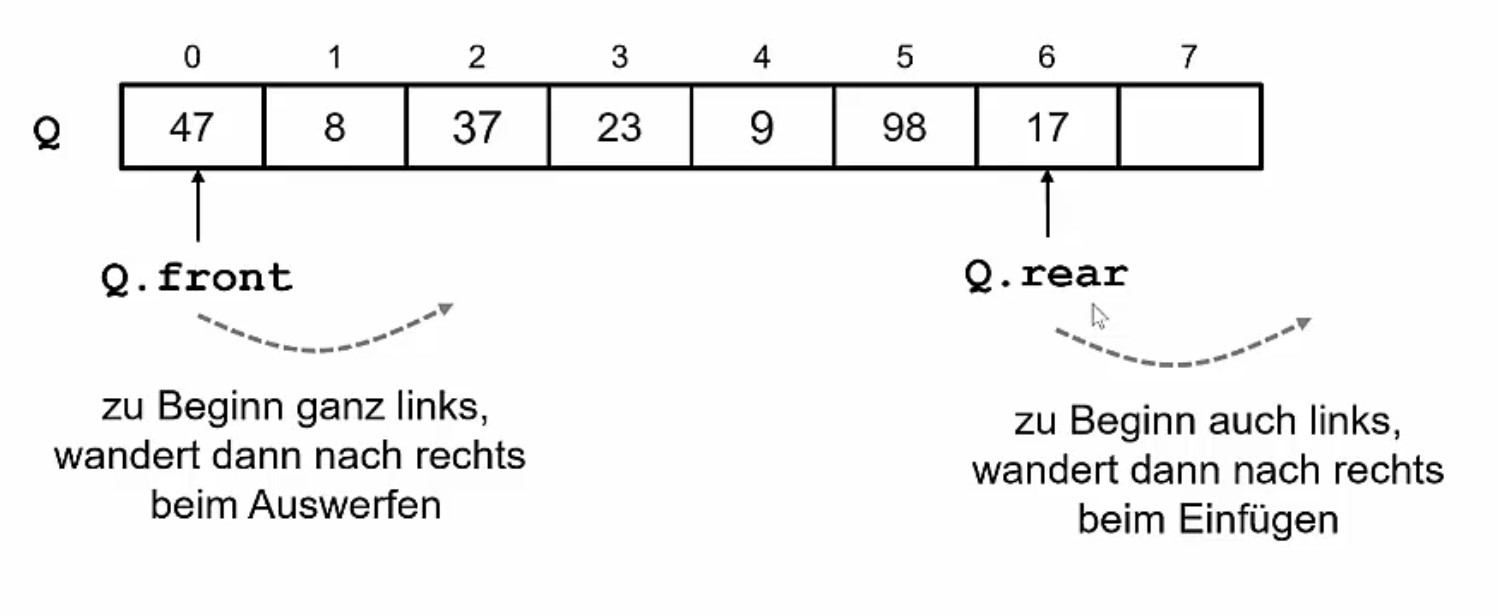 0 1 2 3 4 5 6 7
Q 47 8 37 23 9 98 17
Q.front
Q.rear
zu Beginn ganz links,
wandert dann nach rechts
beim Auswerfen
zu Beginn auch links,
wandert dann nach rechts
beim Einfügen